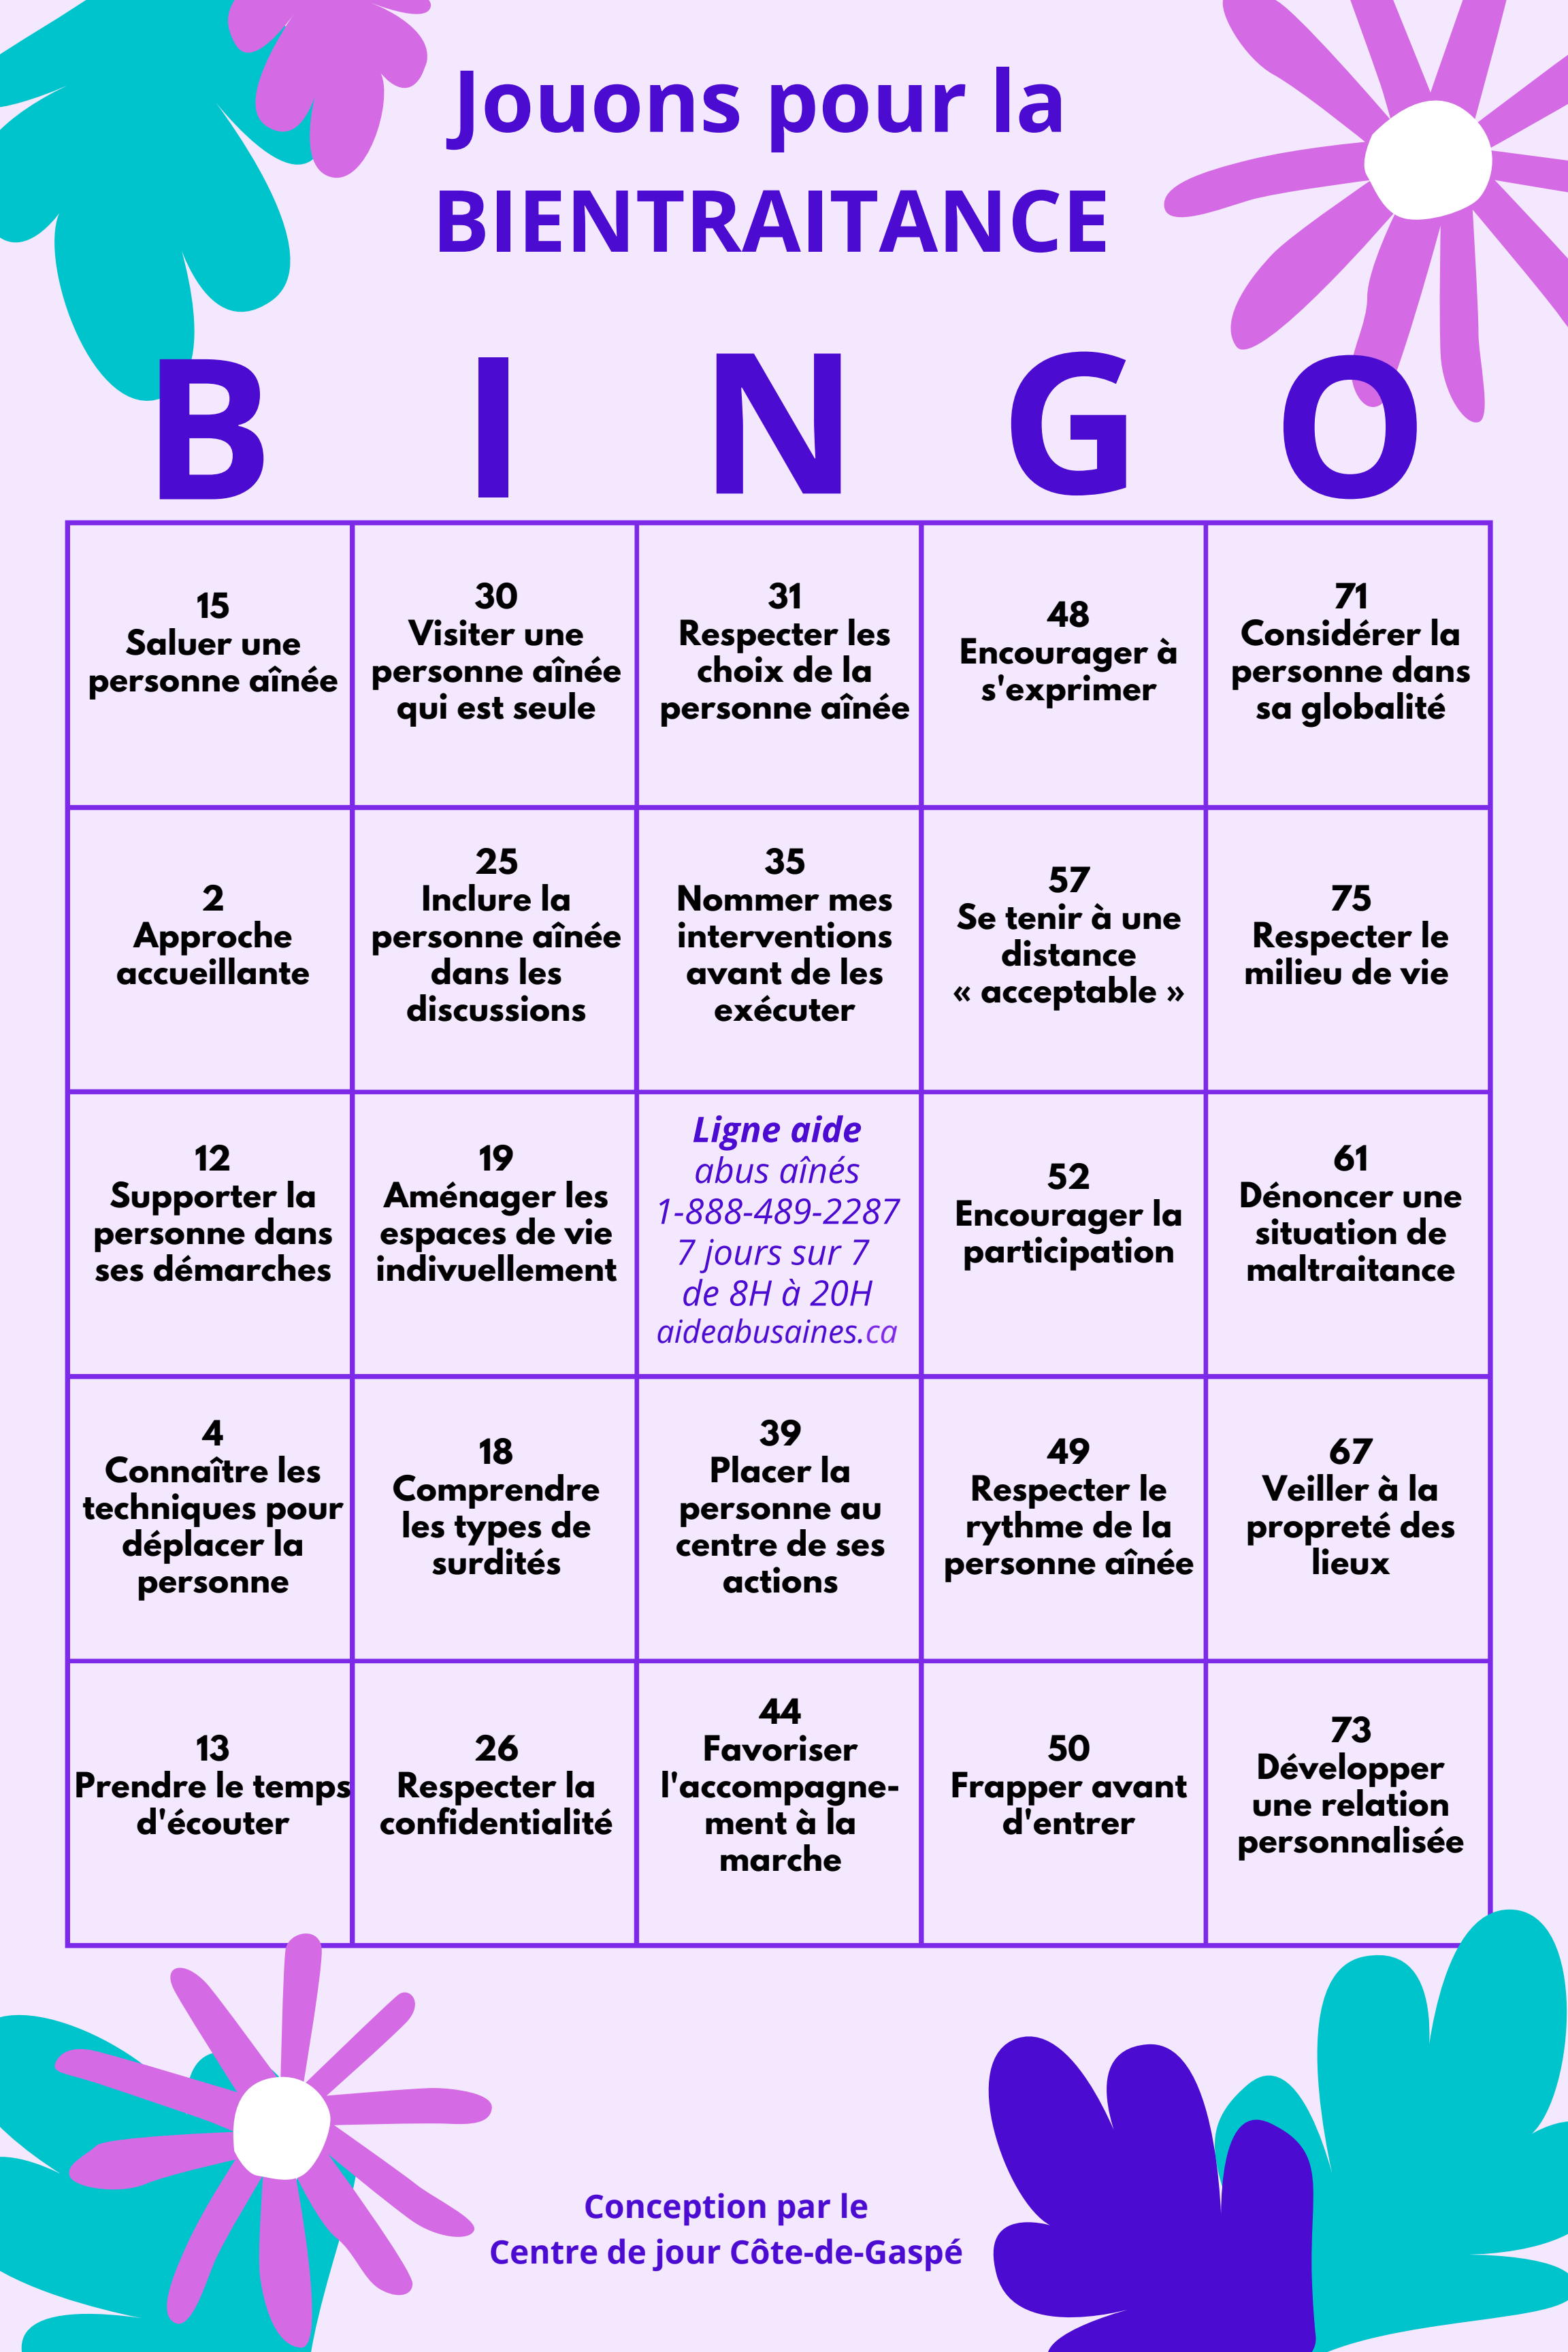 Jouons pour la
BIENTRAITANCE
B I N G O
15
Saluer une
personne aînée
30
Visiter une
personne aînée
qui est seule
31
Respecter les
choix de la
personne aînée
48
Encourager à
s'exprimer
71
Considérer la
personne dans
sa globalité
2
Approche
accueillante
25
Inclure la
personne aînée
dans les
discussions
35
Nommer mes
interventions
avant de les
exécuter
57
Se tenir à une
distance
« acceptable »
75
Respecter le
milieu de vie
12
Supporter la
personne dans
ses démarches
19
Aménager les
espaces de vie
indivuellement
Ligne aide
abus aînés
1-888-489-2287
7 jours sur 7
de 8H à 20H
aideabusaines.ca
52
Encourager la
participation
61
Dénoncer une
situation de
maltraitance
4
Connaître les
techniques pour
déplacer la
personne
18
Comprendre
les types de
surdités
39
Placer la
personne au
centre de ses
actions
49
Respecter le
rythme de la
personne aînée
67
Veiller à la
propreté des
lieux
13
Prendre le temps
d'écouter
26
Respecter la
confidentialité
44
Favoriser
l'accompagne-
ment à la
marche
50
Frapper avant
d'entrer
73
Développer
une relation
personnalisée
Conception par le
Centre de jour Côte-de-Gaspé